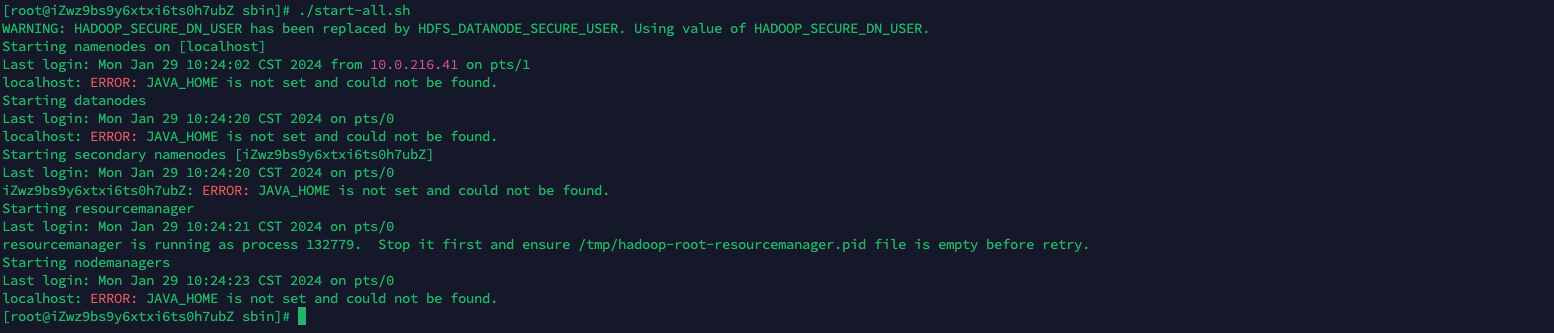 [root@iZwz9bs9y6xtxi6ts0h7ubZ sbin]# ./start-all.sh
WARNING: HADOOP_SECURE_DN_USER has been replaced by HDFS_DATANODE_SECURE_USER. Using value of HADOOP_SECURE_DN_USER.
Starting namenodes on [localhost]
Last login: Mon Jan 29 10:24:02 CST 2024 from 10.0.216.41 on pts/1
localhost: ERROR: JAVA_HOME is not set and could not be found.
Starting datanodes
Last login: Mon Jan 29 10:24:20 CST 2024 on pts/0
localhost: ERROR: JAVA_HOME is not set and could not be found.
Starting secondary namenodes [iZwz9bs9y6xtxi6ts0h7ubZ]
Last login: Mon Jan 29 10:24:20 CST 2024 on pts/0
iZwz9bs9y6xtxi6ts0h7ubZ: ERROR: JAVA_HOME is not set and could not be found.
Starting resourcemanager
Last login: Mon Jan 29 10:24:21 CST 2024 on pts/0
resourcemanager is running as process 132779.  Stop it first and ensure /tmp/hadoop-root-resourcemanager.pid file is empty before retry.
Starting nodemanagers
Last login: Mon Jan 29 10:24:23 CST 2024 on pts/0
localhost: ERROR: JAVA_HOME is not set and could not be found.
[root@iZwz9bs9y6xtxi6ts0h7ubZ sbin]#